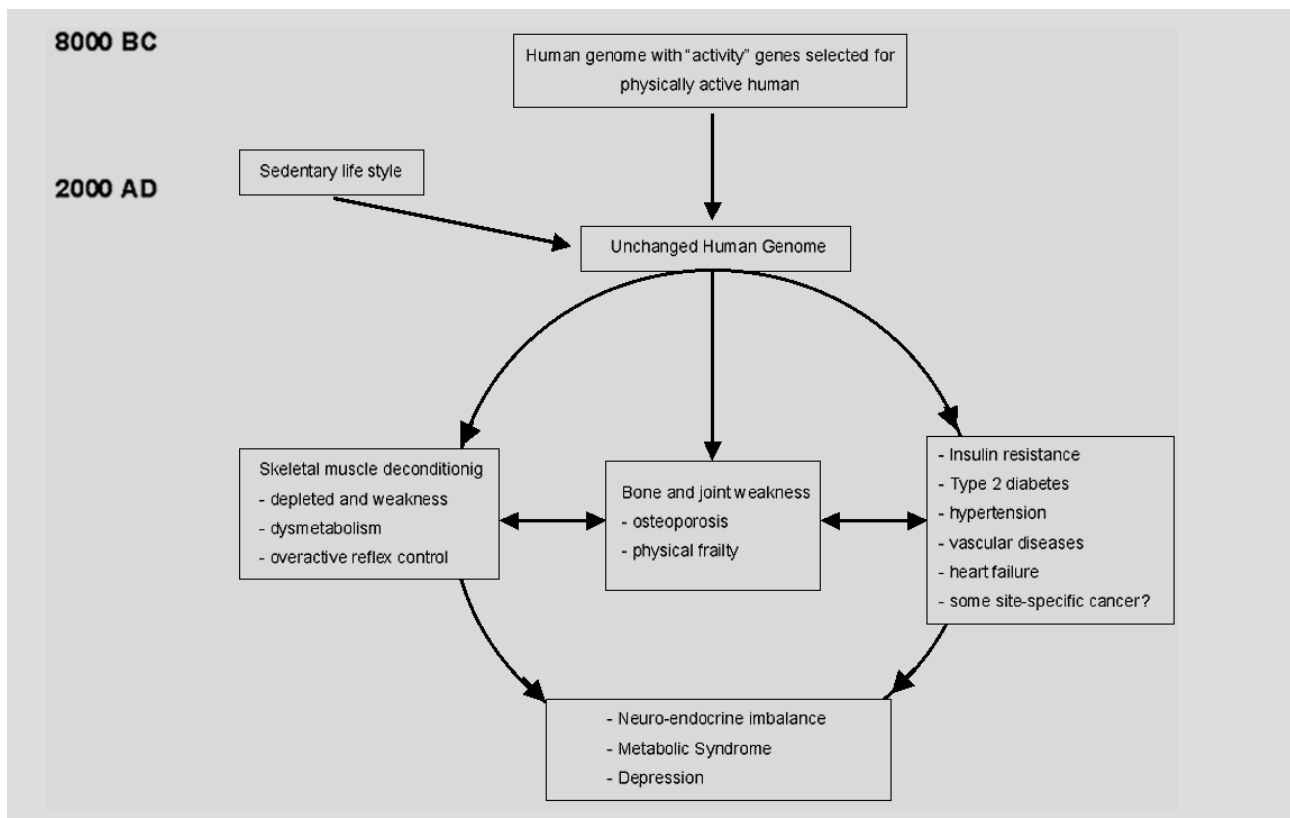 8000 BC
Human genome with "activity" genes selected for
physically active human
Sedentary life style
2000 AD
Unchanged Human Genome
Skeletal muscle deconditionig
- depleted and weakness
- dysmetabolism
- overactive reflex control
Bone and joint weakness
- osteoporosis
- physical frailty
- Insulin resistance
- Type 2 diabetes
- hypertension
- vascular diseases
- heart failure
- some site-specific cancer?
- Neuro-endocrine imbalance
- Metabolic Syndrome
- Depression